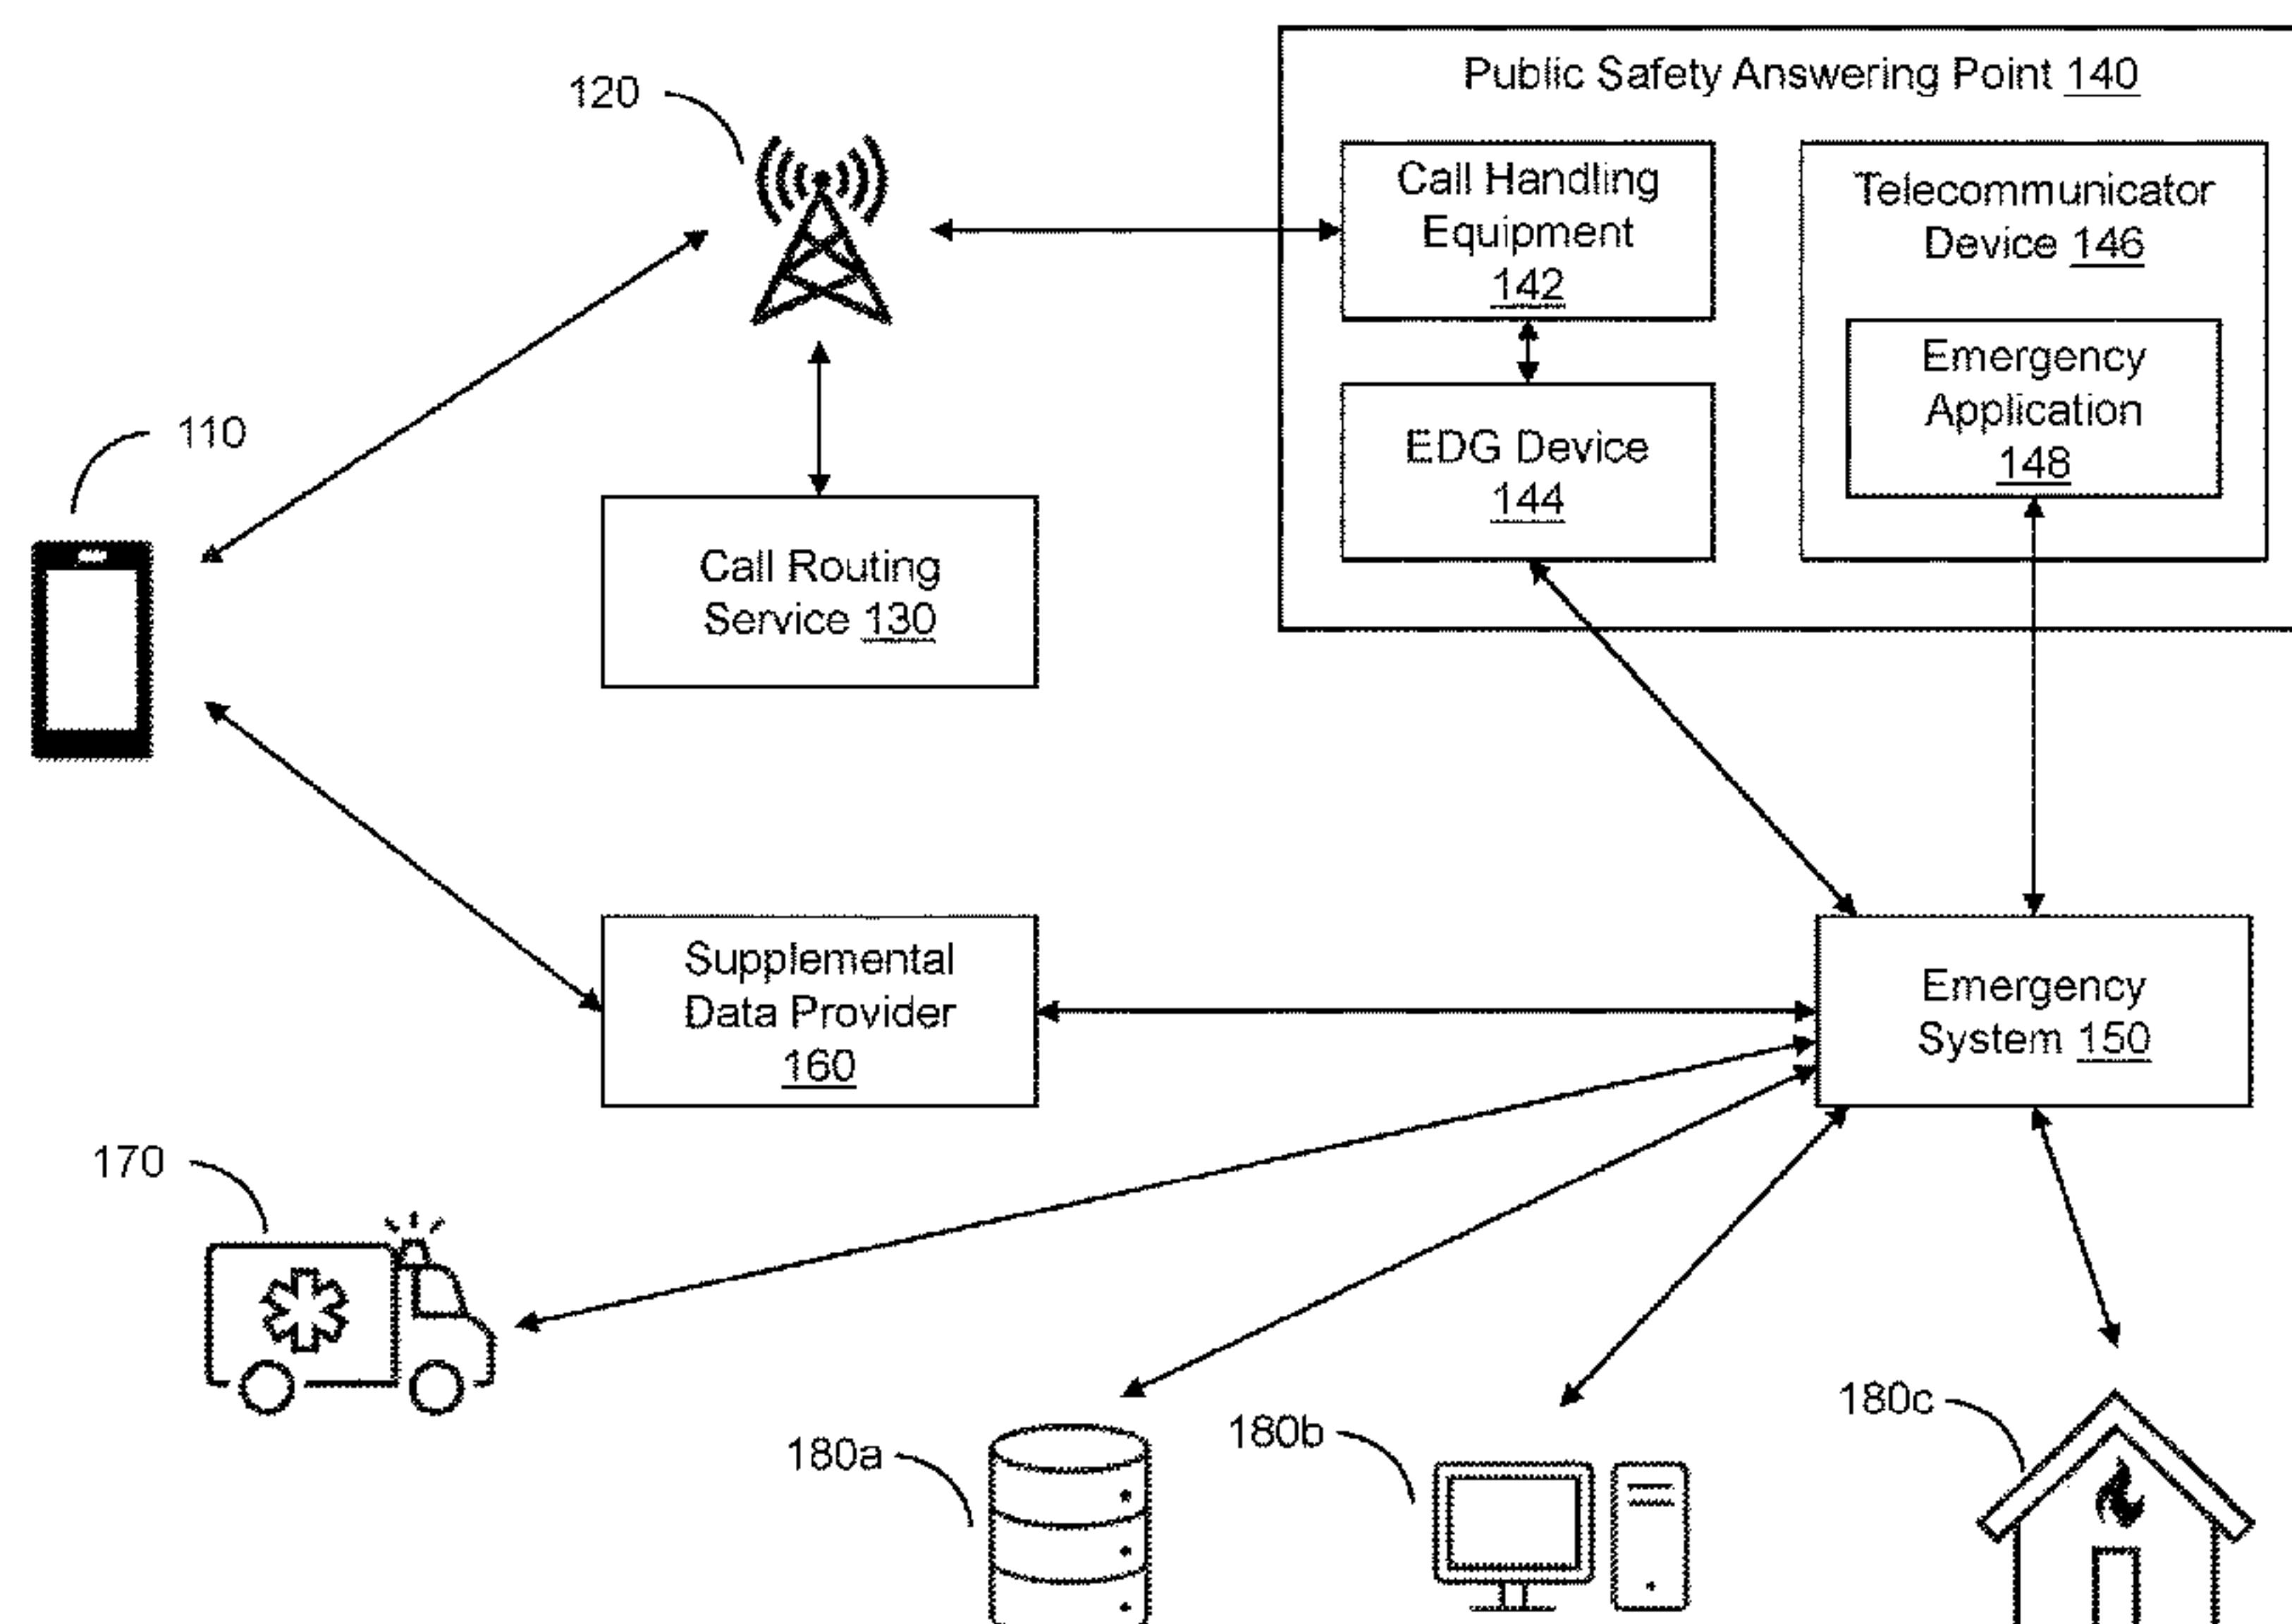 Public Safety Answering Point 140
120
Call Handling
Equipment
142
Telecommunicator
Device 146
Emergency
Application
148
110
EDG Device
144
Call Routing
Service 130
Supplemental
Data Provider
160
Emergency
System 150
170
180a
180b
180c